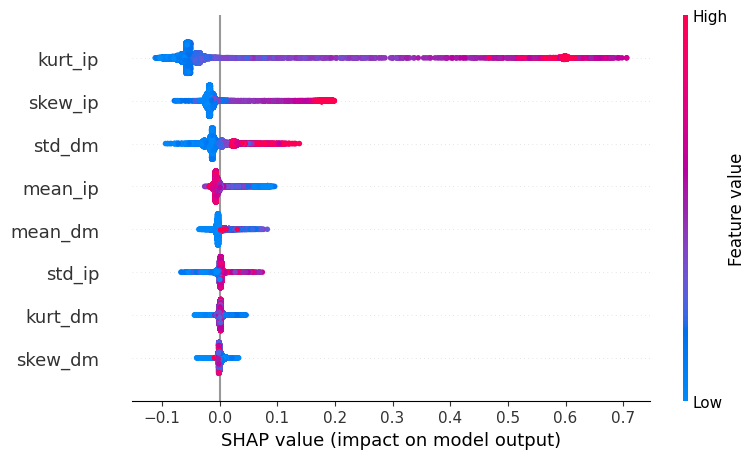 High
kurt_ip
skew_ip
std_dm
mean_ip
mean_dm
std_ip
kurt_dm
skew_dm
Feature value
Low
−0.1 0.0 0.1 0.2 0.3 0.4 0.5 0.6 0.7
SHAP value (impact on model output)